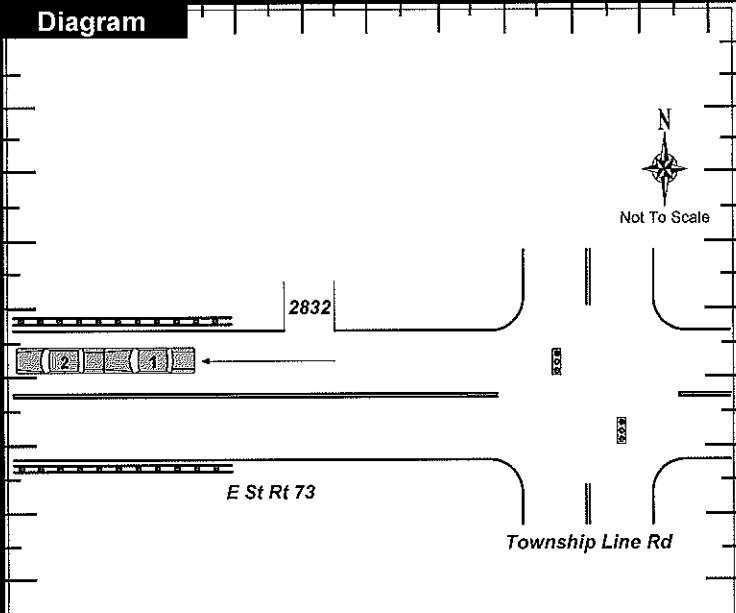 Diagram
N
Not To Scale
2832
2
1
E St Rt 73
Township Line Rd